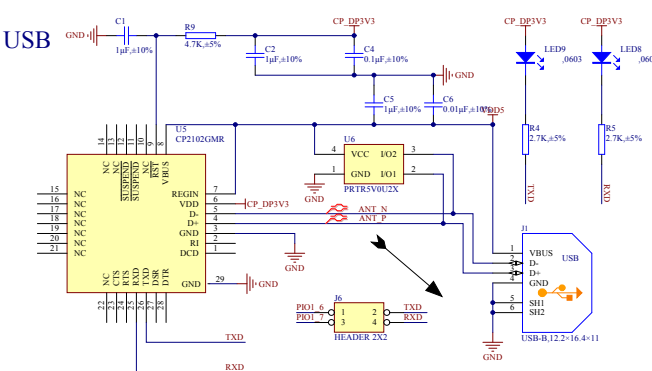 USB
C1
GND
1μF,±10%
R9
4.7K,±5%
CP_DP3V3
C2
1μF,±10%
C4
0.1μF,±10%
GND
C5
1μF,±10%
C6
0.01μF,±10%
VDD5
CP_DP3V3
CP_DP3V3
LED9
,0603
LED8
R4
2.7K,±5%
R5
2.7K,±5%
TXD
RXD
U5
CP2102GMR
14 13 12 11 10 9 8
NC NC SUSPEND SUSPEND NC RST VBUS
15 NC
16 NC
17 NC
18 NC
19 NC
20 NC
21 NC
REGIN 7
VDD 6 CP_DP3V3
D- 5
D+ 4
GND 3
RI 2
DCD 1
GND 29 GND
NC CTS RTS RXD TXD DSR DTR
22 23 24 25 26 27 28
GND
TXD
RXD
U6
4 VCC I/O2 3
1 GND I/O1 2
PRTR5V0U2X
GND
ANT_N
ANT_P
J6
PIO1_6 1 2 TXD
PIO1_7 3 4 RXD
HEADER 2X2
J1
1 VBUS
USB
2 D-
3 D+
4 GND
5 SH1
6 SH2
USB-B,12.2×16.4×11
GND